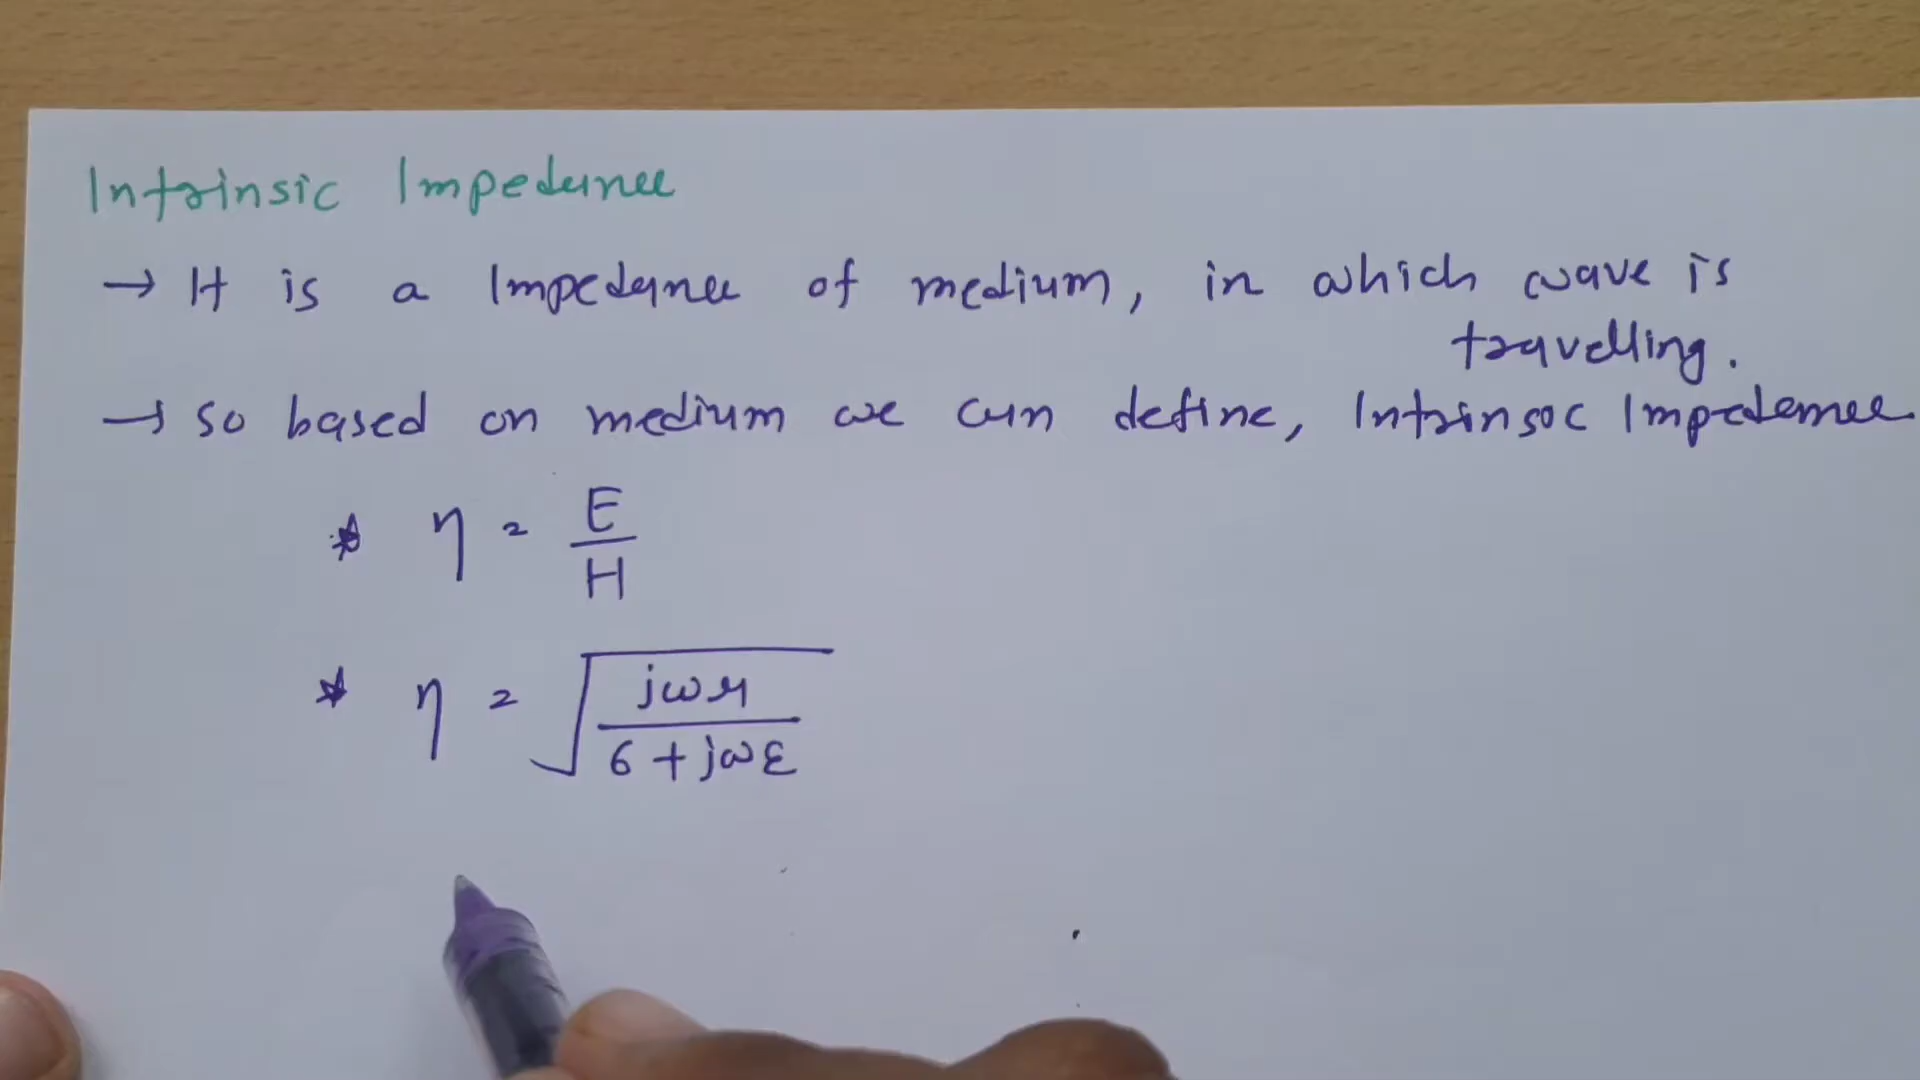 Intrinsic Impedance
→ It is a Impedance of medium, in which wave is
travelling.
→ so based on medium we can define, Intrinsoc Impedance
* η = E/H
* η = √(jωμ/(σ+jωε))